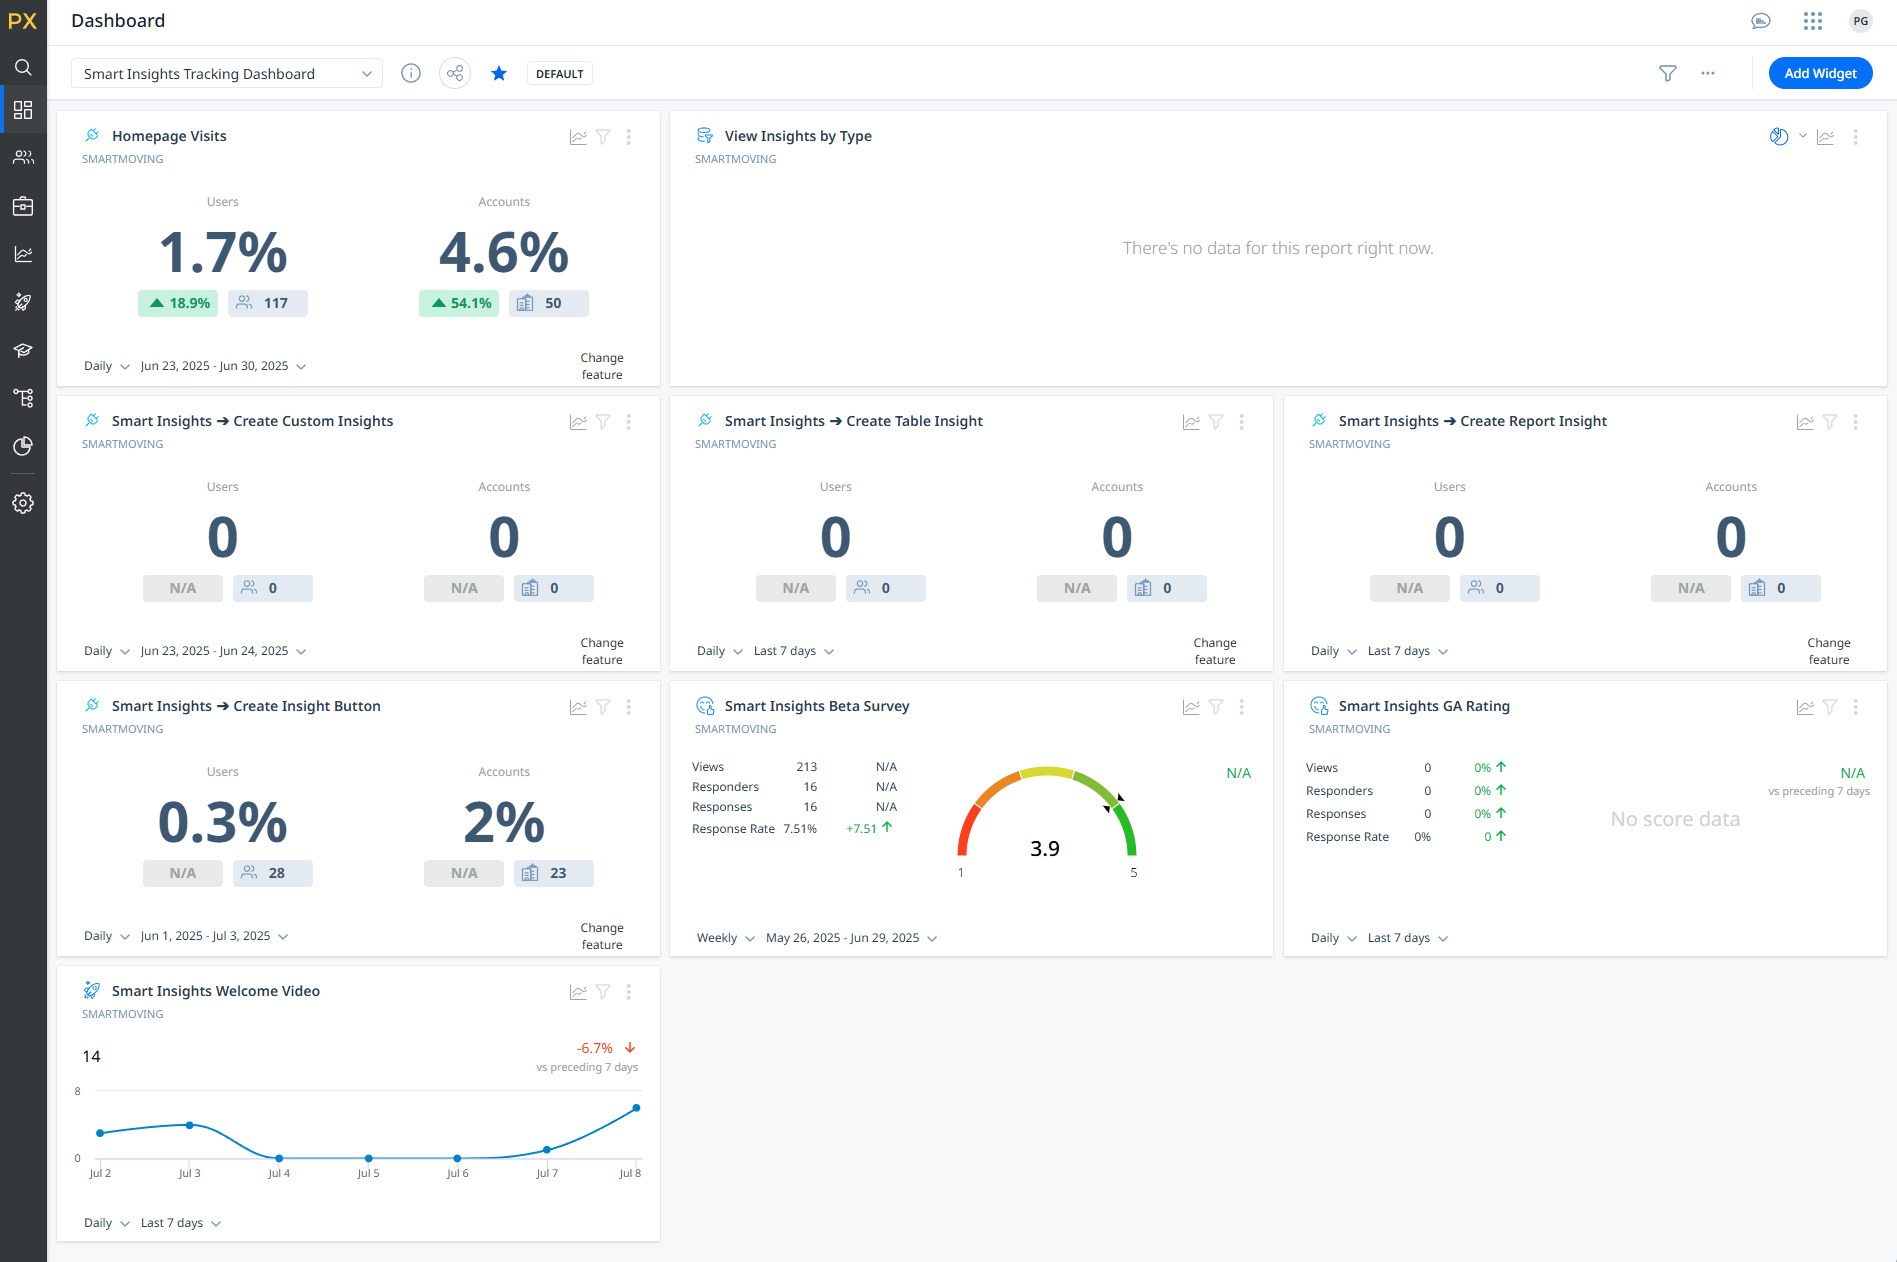 PX
Dashboard
PG
Smart Insights Tracking Dashboard
DEFAULT
Add Widget
Homepage Visits
SMARTMOVING
Users
Accounts
1.7%
4.6%
18.9%
117
54.1%
50
Daily
Jun 23, 2025 - Jun 30, 2025
Change
feature
View Insights by Type
SMARTMOVING
There's no data for this report right now.
Smart Insights ➔ Create Custom Insights
SMARTMOVING
Users
Accounts
0
0
N/A
0
N/A
0
Daily
Jun 23, 2025 - Jun 24, 2025
Change
feature
Smart Insights ➔ Create Table Insight
SMARTMOVING
Users
Accounts
0
0
N/A
0
N/A
0
Daily
Last 7 days
Change
feature
Smart Insights ➔ Create Report Insight
SMARTMOVING
Users
Accounts
0
0
N/A
0
N/A
0
Daily
Last 7 days
Change
feature
Smart Insights ➔ Create Insight Button
SMARTMOVING
Users
Accounts
0.3%
2%
N/A
28
N/A
23
Daily
Jun 1, 2025 - Jul 3, 2025
Change
feature
Smart Insights Beta Survey
SMARTMOVING
Views 213 N/A
Responders 16 N/A
Responses 16 N/A
Response Rate 7.51% +7.51
N/A
3.9
1
5
Weekly
May 26, 2025 - Jun 29, 2025
Smart Insights GA Rating
SMARTMOVING
Views 0 0%
Responders 0 0%
Responses 0 0%
Response Rate 0% 0
N/A
vs preceding 7 days
No score data
Daily
Last 7 days
Smart Insights Welcome Video
SMARTMOVING
14
-6.7%
vs preceding 7 days
8
0
Jul 2
Jul 3
Jul 4
Jul 5
Jul 6
Jul 7
Jul 8
Daily
Last 7 days